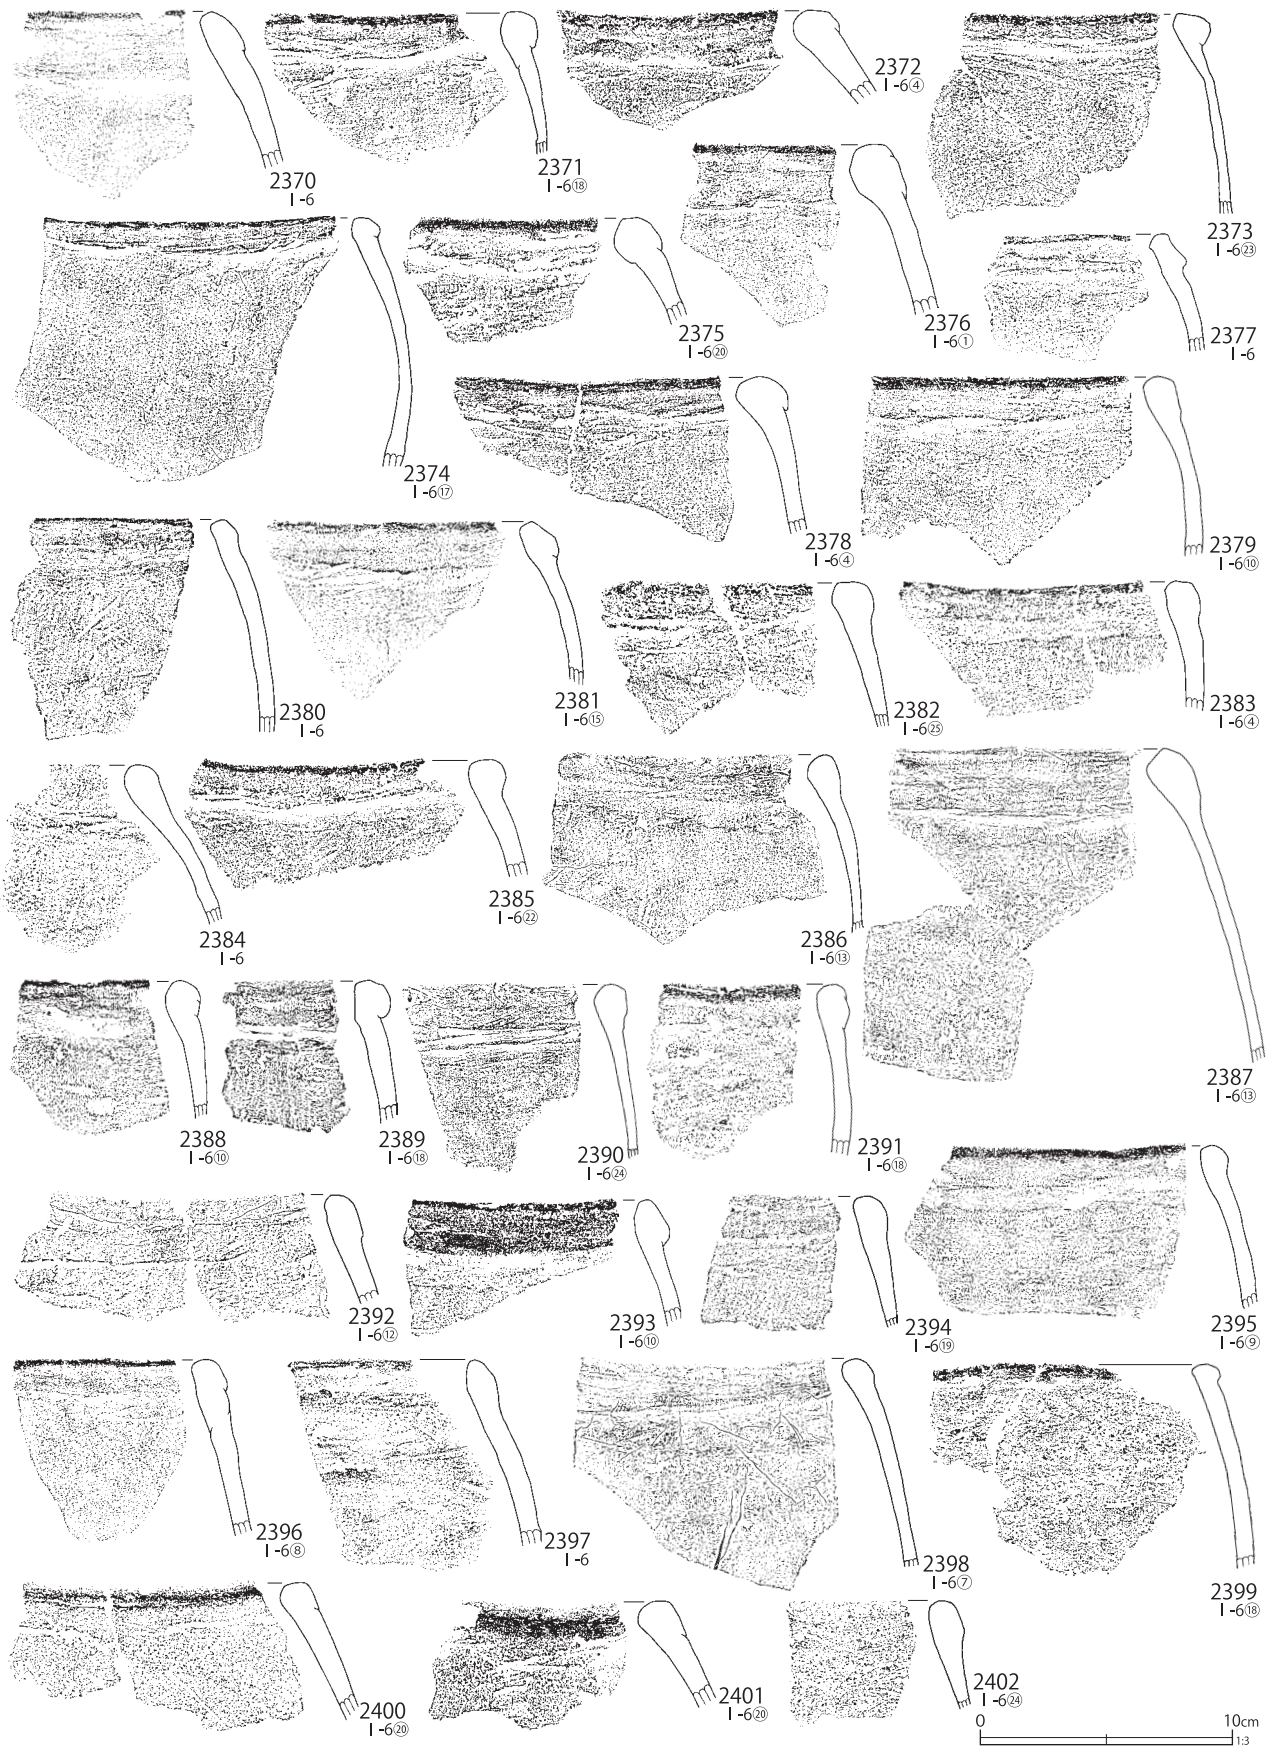 2370
I -6
2371
I -6⑱
2372
I -6④
2373
I -6㉓
2374
I -6⑰
2375
I -6⑳
2376
I -6①
2377
I -6
2378
I -6④
2379
I -6⑩
2380
I -6
2381
I -6⑮
2382
I -6㉕
2383
I -6④
2384
I -6
2385
I -6㉒
2386
I -6⑬
2387
I -6⑬
2388
I -6⑩
2389
I -6⑱
2390
I -6㉔
2391
I -6⑱
2392
I -6⑫
2393
I -6⑩
2394
I -6⑲
2395
I -6⑨
2396
I -6⑧
2397
I -6
2398
I -6⑦
2399
I -6⑱
2400
I -6⑳
2401
I -6⑳
2402
I -6㉔
0 10cm
1:3